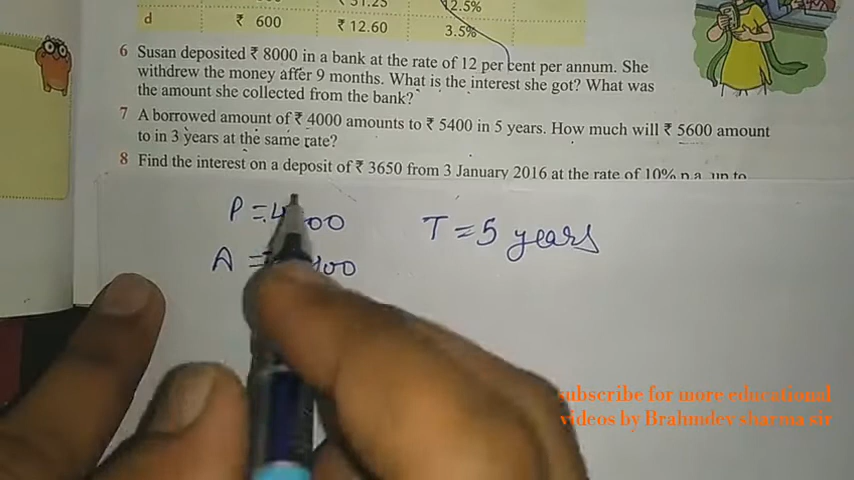 12.5%
d ₹ 600 ₹ 12.60 3.5%
6 Susan deposited ₹ 8000 in a bank at the rate of 12 per cent per annum. She
withdrew the money after 9 months. What is the interest she got? What was
the amount she collected from the bank?
7 A borrowed amount of ₹ 4000 amounts to ₹ 5400 in 5 years. How much will ₹ 5600 amount
to in 3 years at the same rate?
8 Find the interest on a deposit of ₹ 3650 from 3 January 2016 at the rate of 10% p.a. up to
P = T = 5 years
A =
subscribe for more educational
videos by Brahmdev sharma sir